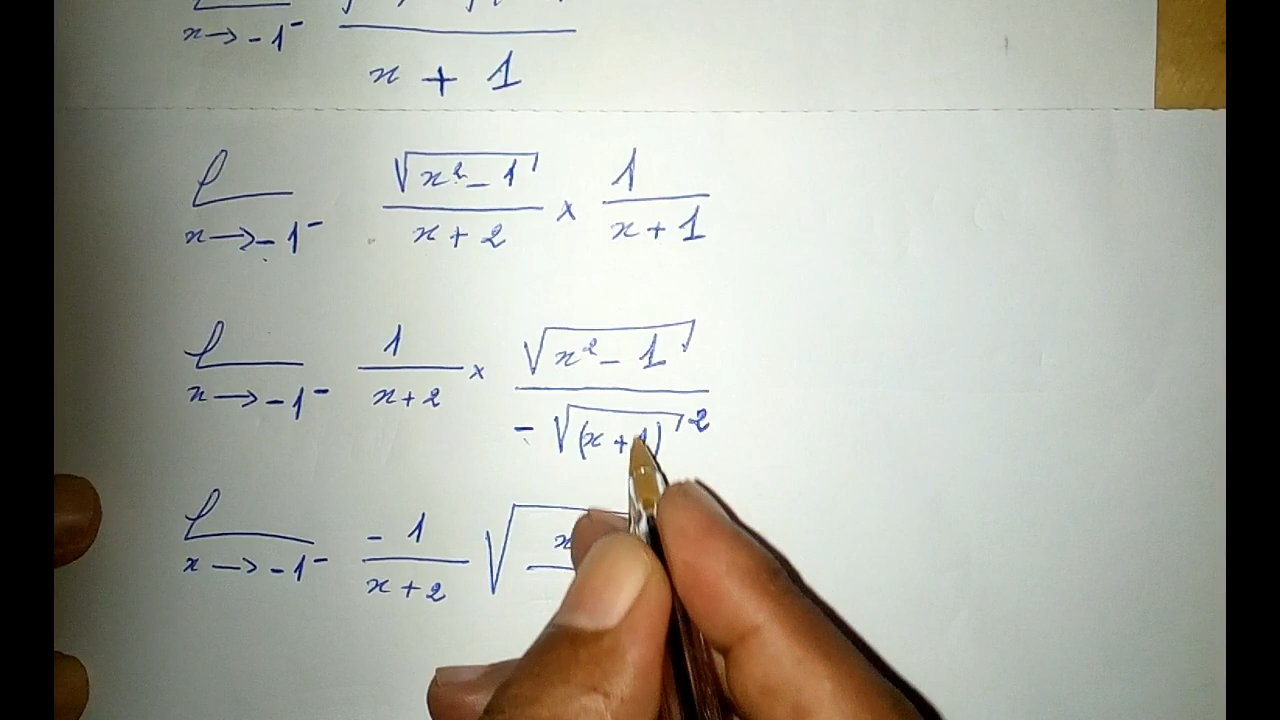 x → -1⁻
x + 1
ℓ √(x² - 1) 1
x → -1⁻ x + 2 × x + 1
ℓ 1 √(x² - 1)
x → -1⁻ x + 2 × - √(x + 1)²
ℓ - 1 √ x
x → -1⁻ x + 2